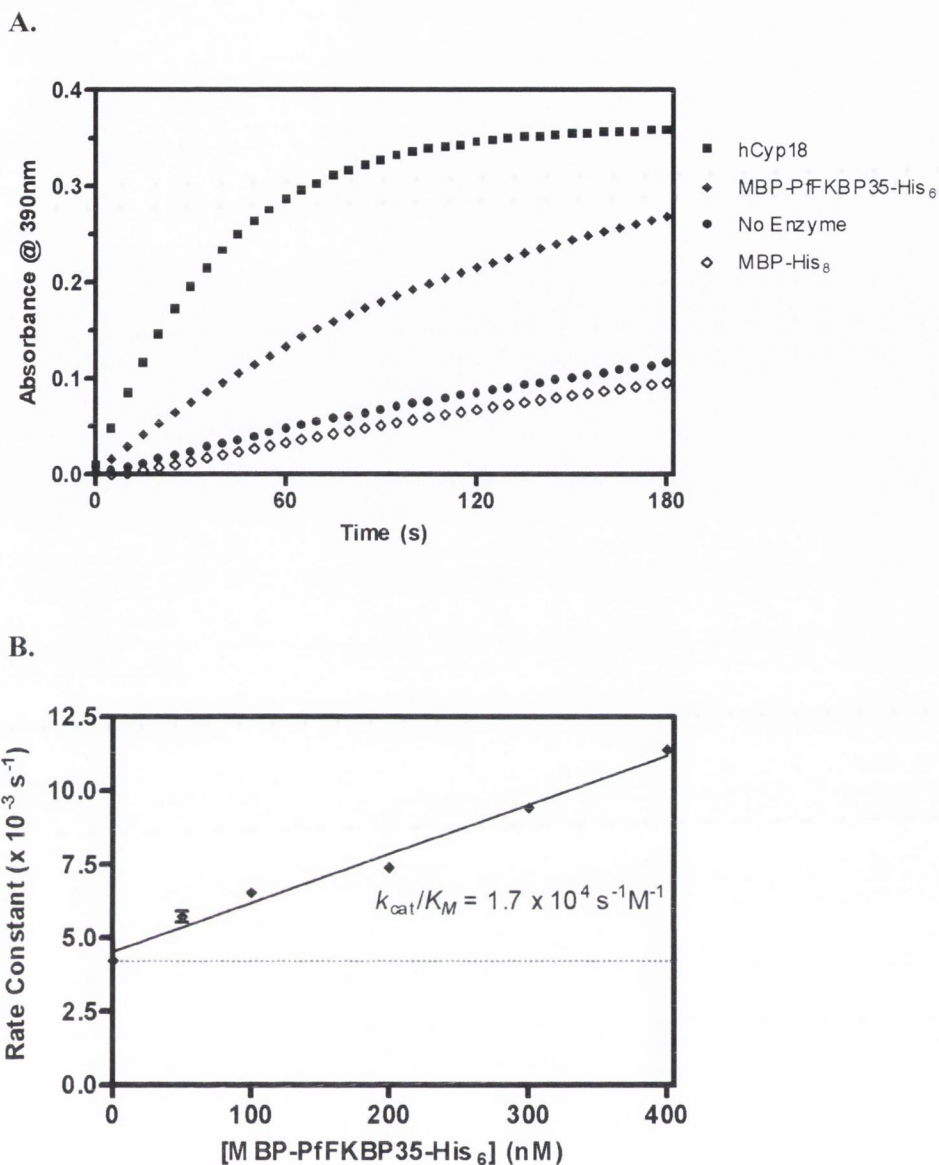 A.
0.4
0.3
0.2
0.1
0.0
Absorbance @ 390nm
0 60 120 180
Time (s)
hCyp18
MBP-PfFKBP35-His6
No Enzyme
MBP-His8
B.
12.5
10.0
7.5
5.0
2.5
0.0
Rate Constant (x 10-3 s-1)
kcat/KM = 1.7 x 10 4 s-1M-1
0 100 200 300 400
[MBP-PfFKBP35-His6] (nM)